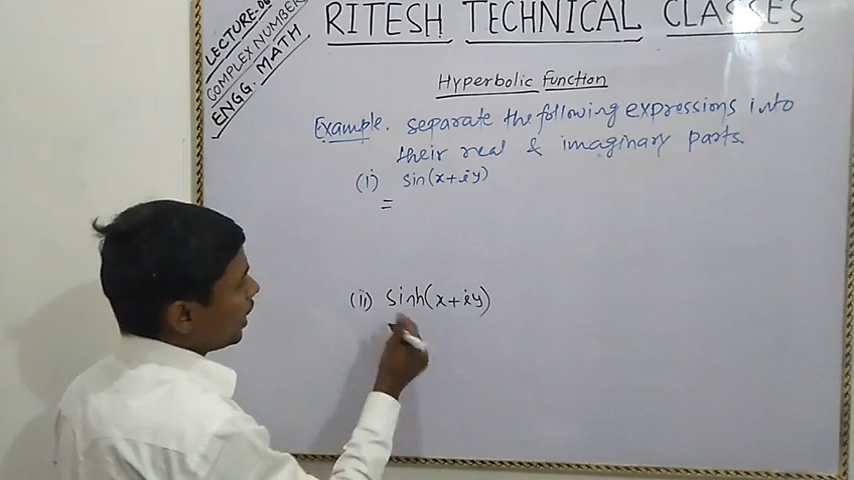 RITESH TECHNICAL CLASSES
LECTURE-06
COMPLEX NUMBER
ENGG. MATH
Hyperbolic Function
Example. separate the following expressions into
their real & imaginary parts.
(i) sin(x+iy)
=
(ii) sinh(x+iy)